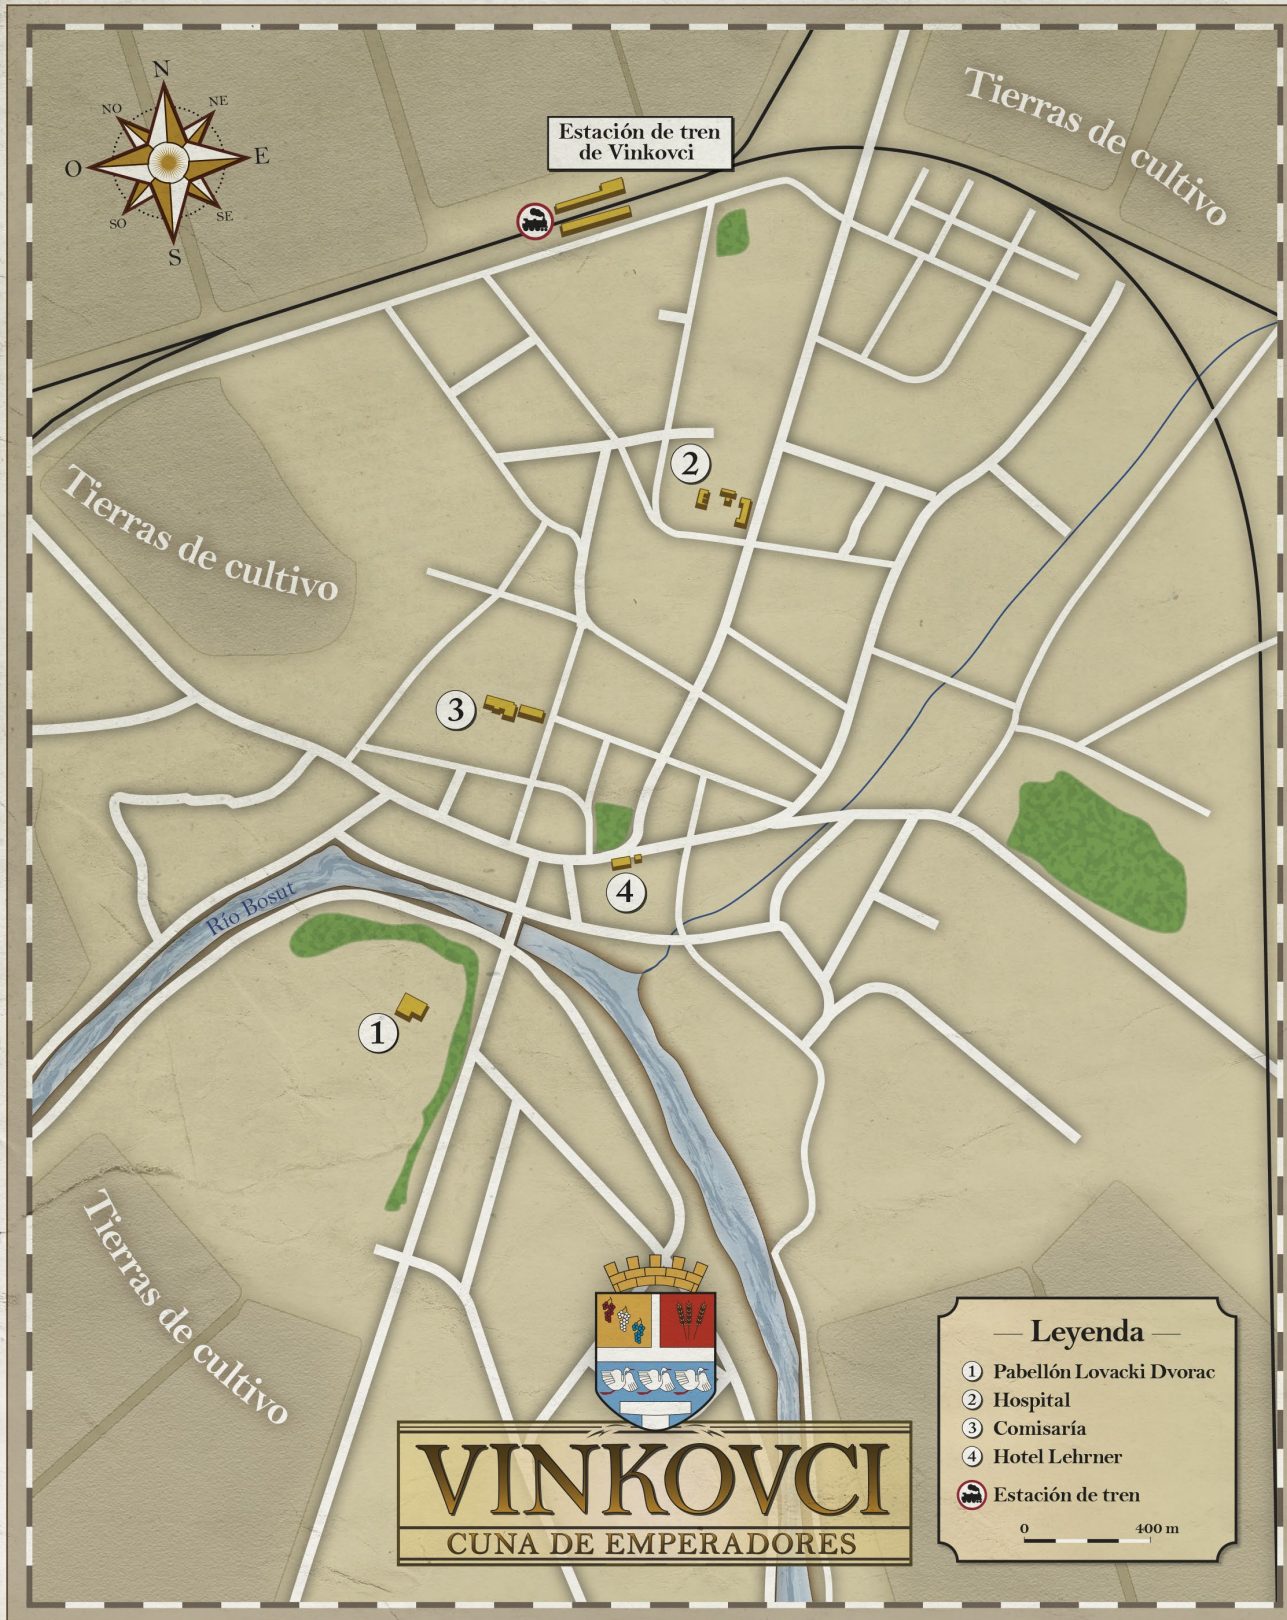 N
NO
NE
O
E
SO
SE
S
Estación de tren
de Vinkovci
Tierras de cultivo
Tierras de cultivo
2
3
4
Río Bosut
1
Tierras de cultivo
Leyenda
1 Pabellón Lovacki Dvorac
2 Hospital
3 Comisaría
4 Hotel Lehrner
Estación de tren
0 400 m
VINKOVCI
CUNA DE EMPERADORES